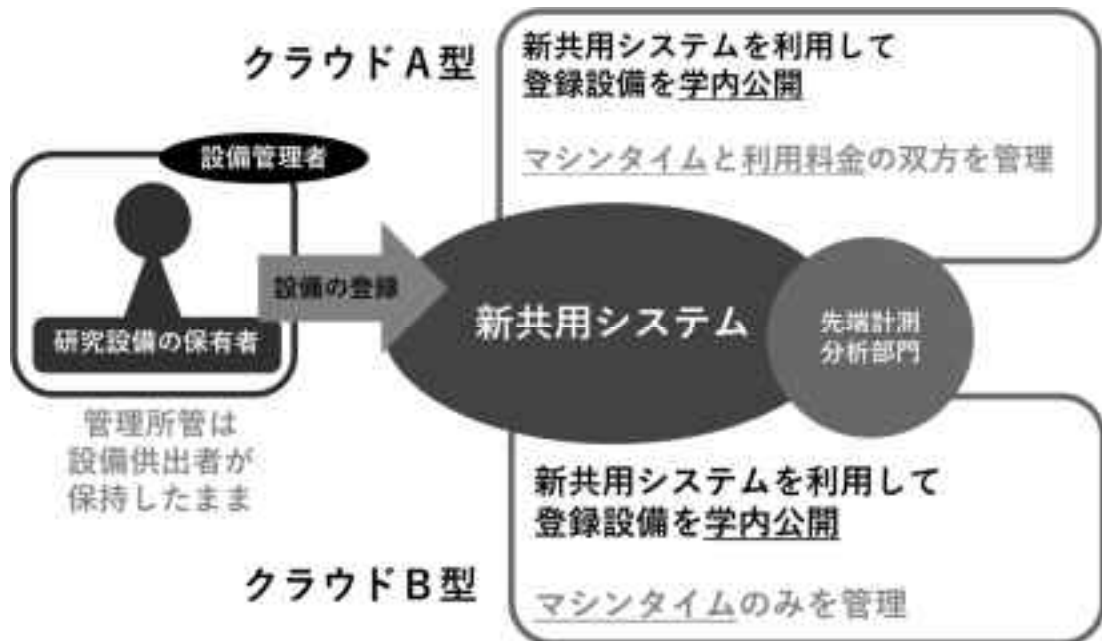 クラウドA型
新共用システムを利用して
登録設備を学内公開
マシンタイムと利用料金の双方を管理
設備管理者
研究設備の保有者
設備の登録
新共用システム
先端計測
分析部門
管理所管は
設備供出者が
保持したまま
クラウドB型
新共用システムを利用して
登録設備を学内公開
マシンタイムのみを管理